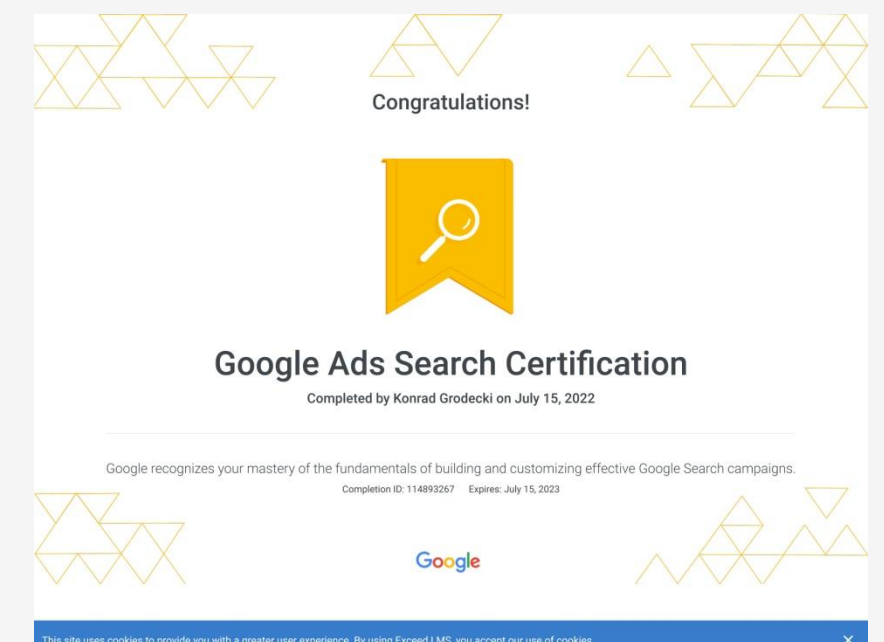 Congratulations!
Google Ads Search Certification
Completed by Konrad Grodecki on July 15, 2022
Google recognizes your mastery of the fundamentals of building and customizing effective Google Search campaigns.
Completion ID: 114893267 Expires: July 15, 2023
Google
This site uses cookies to provide you with a greater user experience. By using Exceed LMS, you accept our use of cookies.